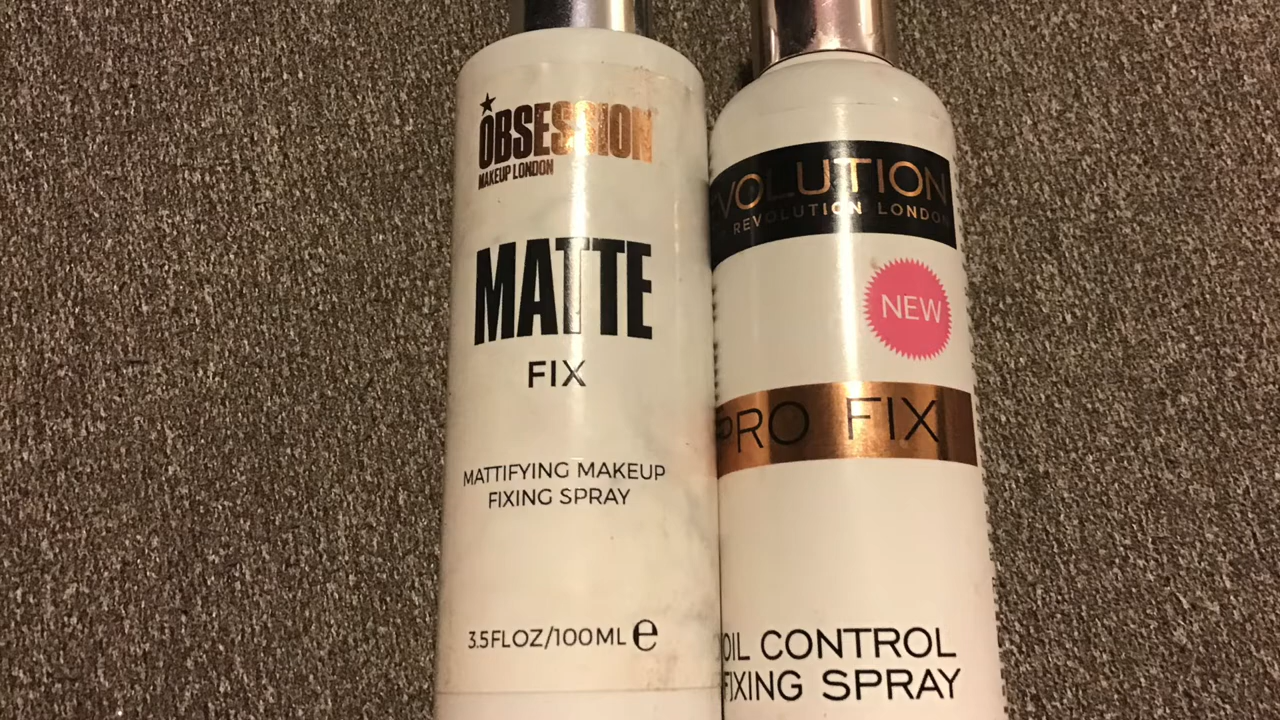 OBSESSION
MAKEUP LONDON
MATTE
FIX
MATTIFYING MAKEUP
FIXING SPRAY
3.5FLOZ/100ML e
VOLUTION
REVOLUTION LONDON
NEW
PRO FIX
OIL CONTROL
FIXING SPRAY